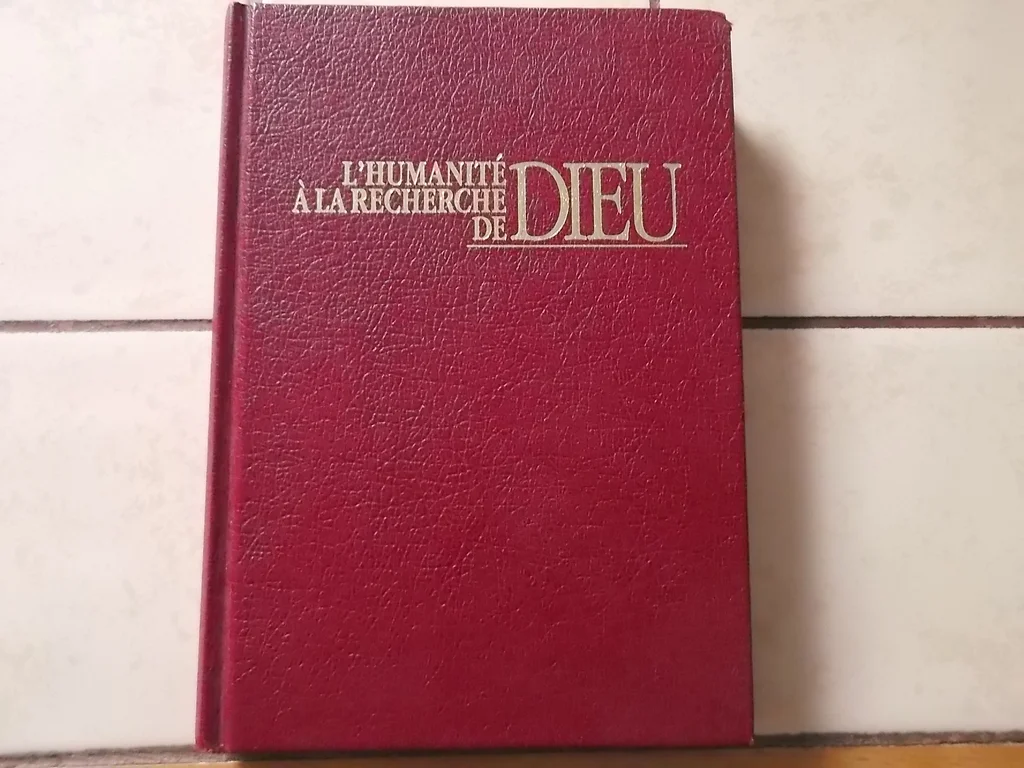 L'HUMANITÉ
À LA RECHERCHE
DE DIEU